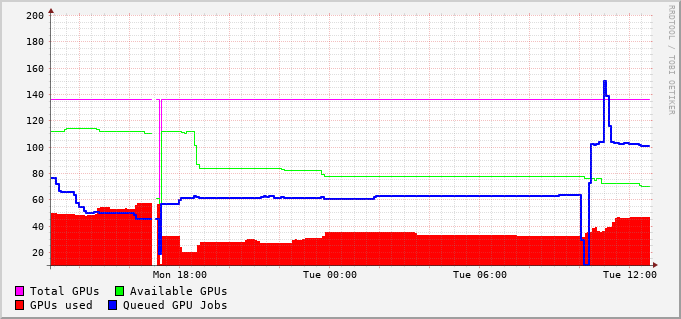 200
180
160
140
120
100
80
60
40
20
Mon 18:00 Tue 00:00 Tue 06:00 Tue 12:00
Total GPUs Available GPUs
GPUs used Queued GPU Jobs
RRDTOOL / TOBI OETIKER